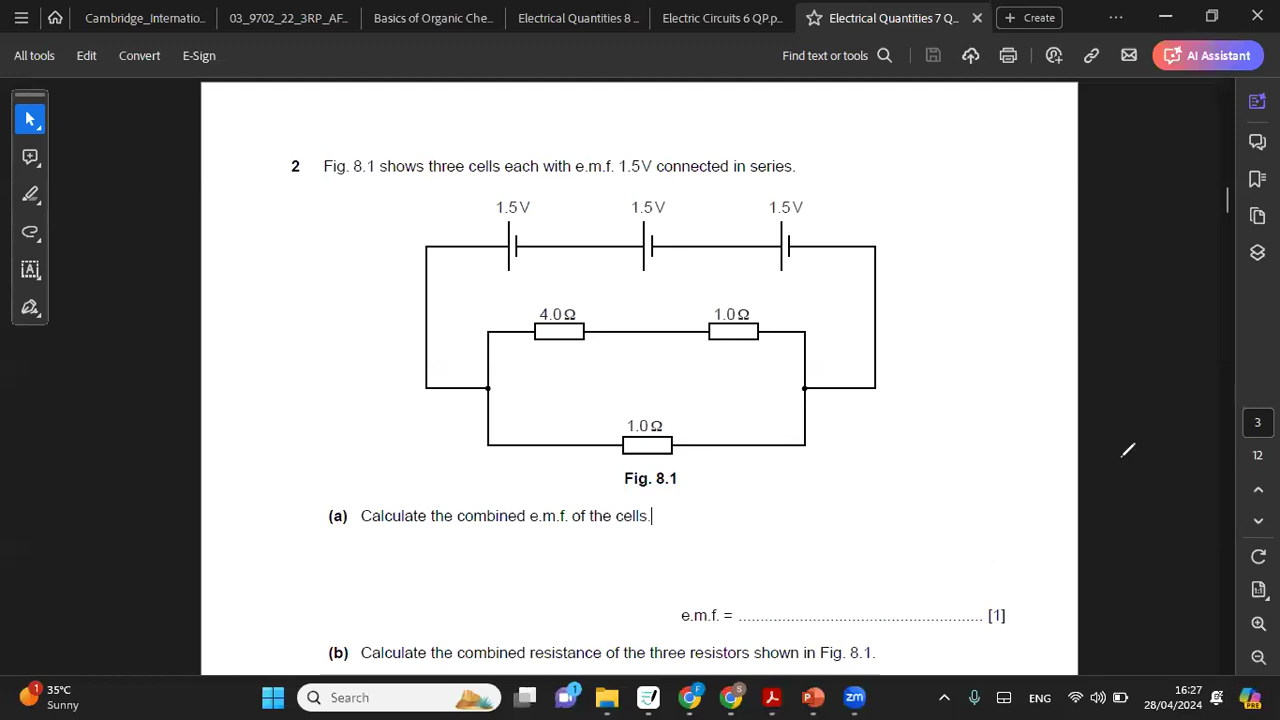 Cambridge_Internatio...
03_9702_22_3RP_AF...
Basics of Organic Che...
Electrical Quantities 8 ...
Electric Circuits 6 QP.p...
Electrical Quantities 7 Q...
Create
All tools
Edit
Convert
E-Sign
Find text or tools
AI Assistant
2 Fig. 8.1 shows three cells each with e.m.f. 1.5V connected in series.
1.5V 1.5V 1.5V
4.0Ω 1.0Ω
1.0Ω
Fig. 8.1
(a) Calculate the combined e.m.f. of the cells.
e.m.f. = ....................................................... [1]
(b) Calculate the combined resistance of the three resistors shown in Fig. 8.1.
3
12
1
35°C
Sunny
Search
1
F
S
ENG
16:27
28/04/2024
PRE